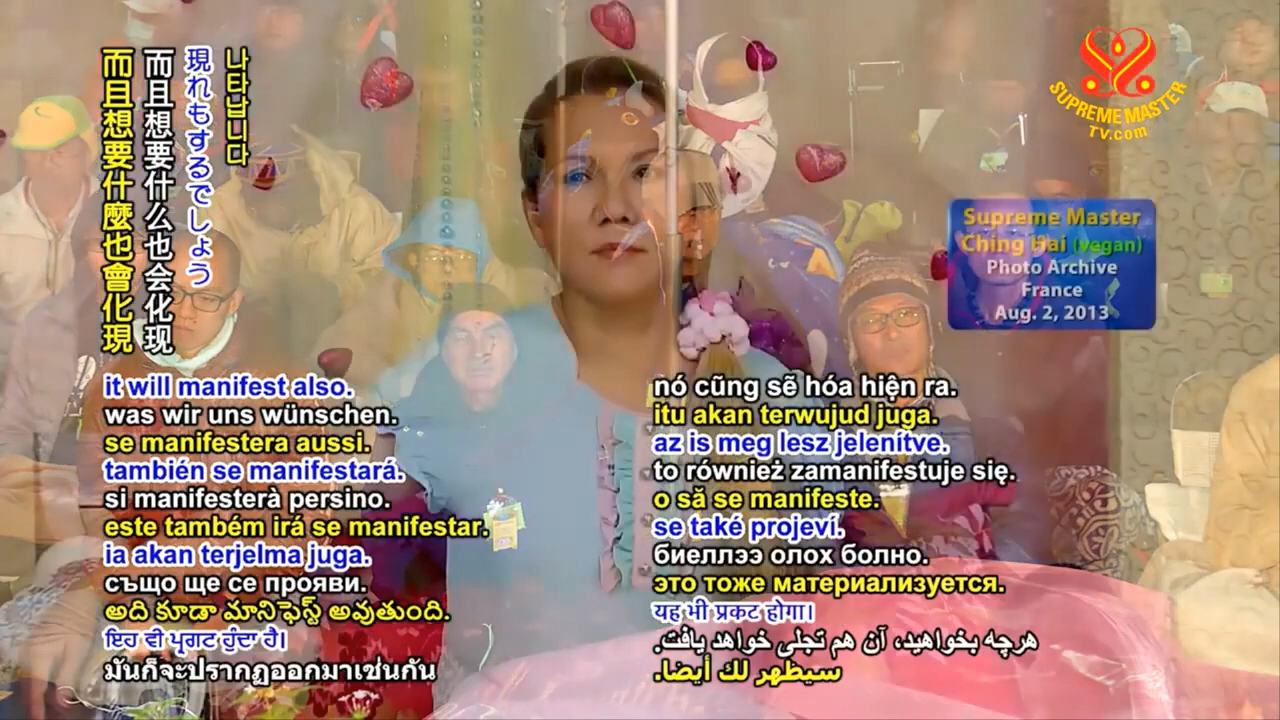 나타납니다
現れもするでしょう
而且想要什么也会化现
而且想要什麼也會化現
SUPREME MASTER
TV.com
Supreme Master
Ching Hai (vegan)
Photo Archive
France
Aug. 2, 2013
it will manifest also.
was wir uns wünschen.
se manifestera aussi.
también se manifestará.
si manifesterà persino.
este também irá se manifestar.
ia akan terjelma juga.
също ще се прояви.
అది కూడా మానిఫెస్ట్ అవుతుంది.
ਇਹ ਵੀ ਪ੍ਰਗਟ ਹੁੰਦਾ ਹੈ।
มันก็จะปรากฏออกมาเช่นกัน
nó cũng sẽ hóa hiện ra.
itu akan terwujud juga.
az is meg lesz jelenítve.
to również zamanifestuje się.
o să se manifeste.
se také projeví.
биеллээ олох болно.
это тоже материализуется.
यह भी प्रकट होगा।
هرچه بخواهید، آن هم تجلی خواهد یافت.
سيظهر لك أيضا.